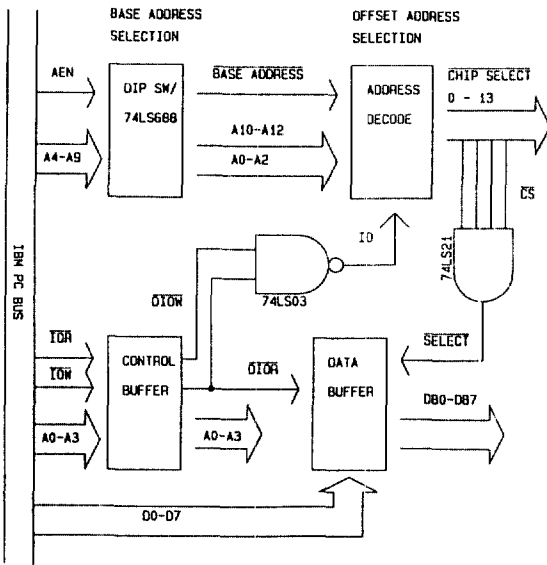 BASE ADDRESS
SELECTION
OFFSET ADDRESS
SELECTION
AEN
DIP SW/
74LS688
BASE ADDRESS
ADDRESS
DECODE
CHIP SELECT
0 - 13
A4-A9
A10-A12
A0-A2
CS
IO
74LS21
74LS03
OIOW
IBM PC BUS
IOR
IOW
CONTROL
BUFFER
OIOR
DATA
BUFFER
SELECT
A0-A3
A0-A3
DB0-DB7
D0-D7